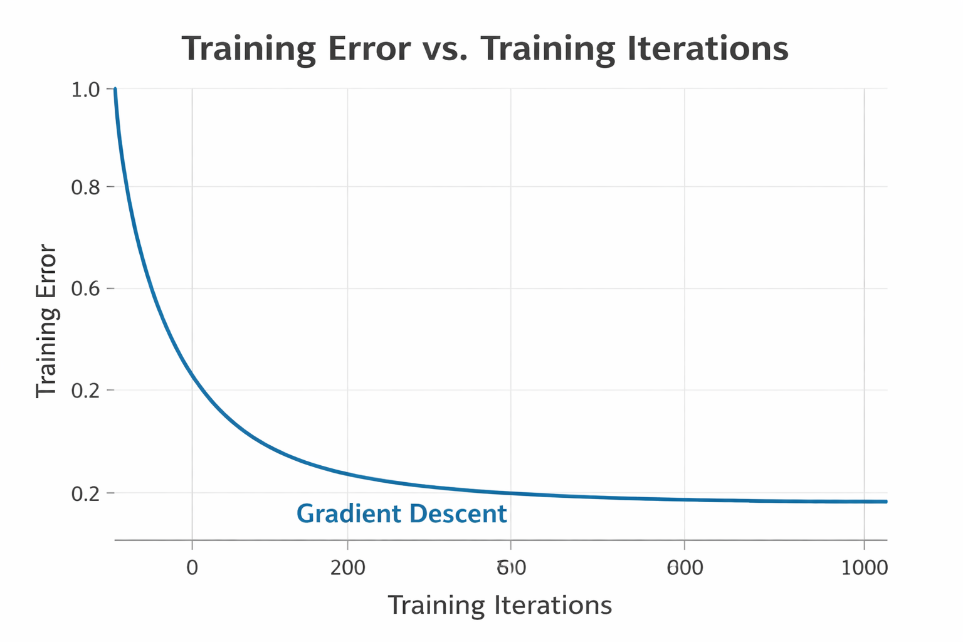 Training Error vs. Training Iterations
1.0
0.8
0.6
0.2
0.2
Training Error
Gradient Descent
0
200
1000
Training Iterations